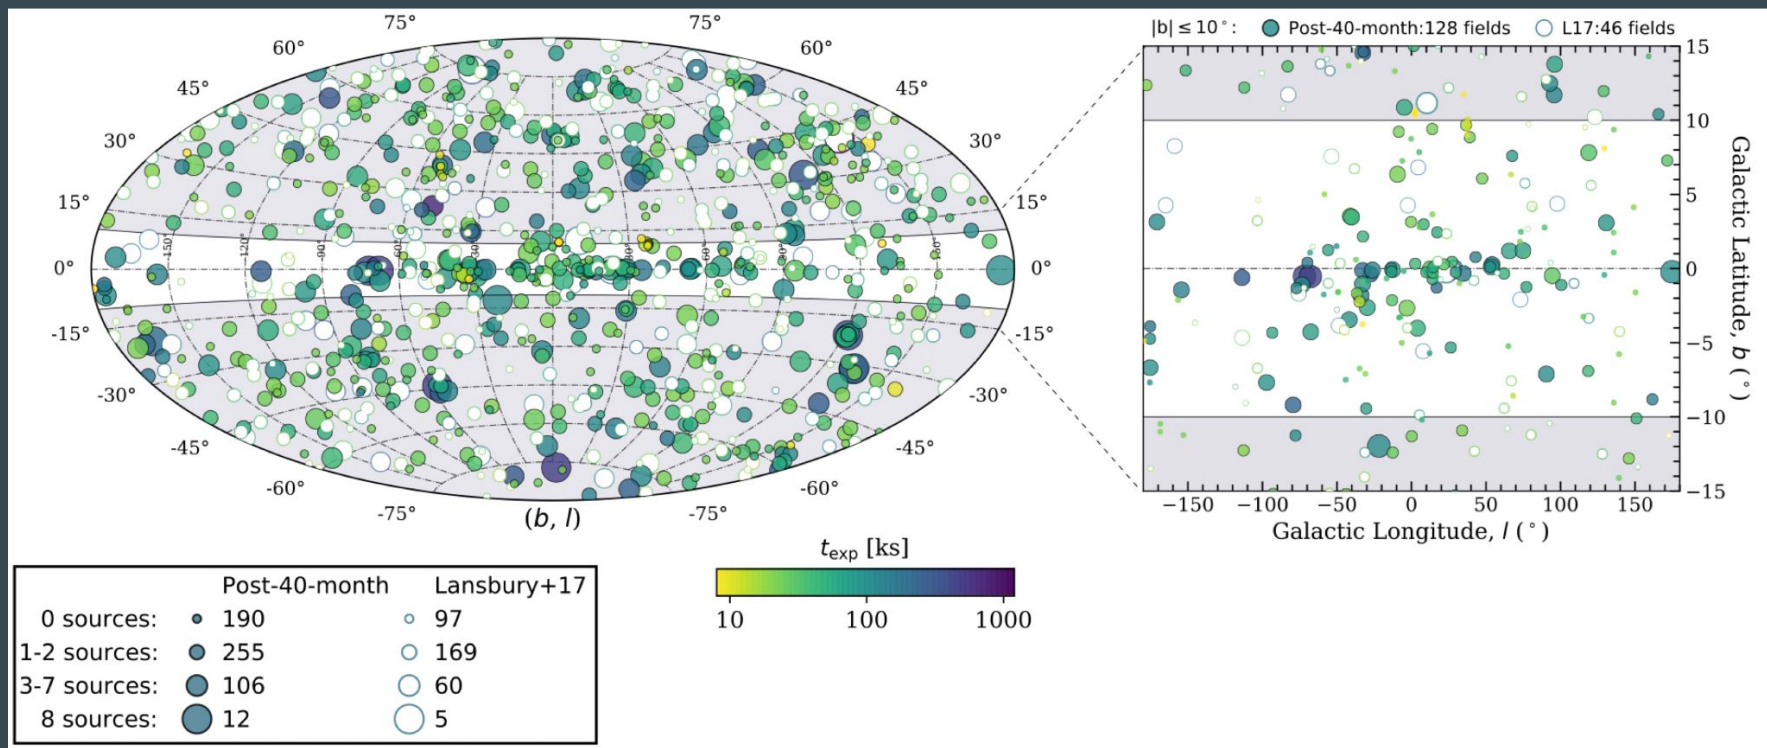 75° 75°
60° 60°
45° 45°
30° 30°
15° 15°
0° 0°
-15° -15°
-30° -30°
-45° -45°
-60° -60°
-75° -75°
(b, l)
|b| ≤ 10°: Post-40-month:128 fields L17:46 fields
15
10
5
0
−5
−10
−15
Galactic Latitude, b (°)
−150 −100 −50 0 50 100 150
Galactic Longitude, l (°)
t_exp [ks]
10 100 1000
Post-40-month Lansbury+17
0 sources: 190 97
1-2 sources: 255 169
3-7 sources: 106 60
8 sources: 12 5